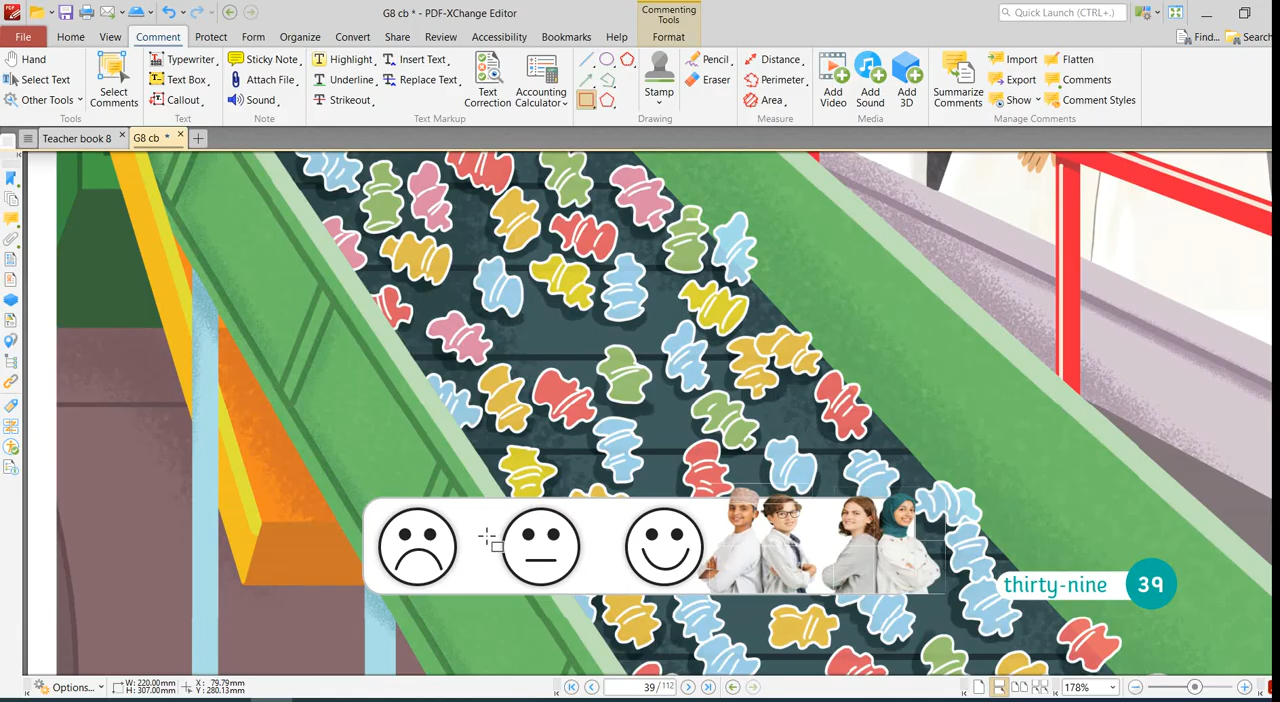 G8 cb * - PDF-XChange Editor
Commenting Tools
Quick Launch (CTRL+.)
File
Home
View
Comment
Protect
Form
Organize
Convert
Share
Review
Accessibility
Bookmarks
Help
Format
Find...
Search
Hand
Select Text
Other Tools
Select Comments
Tools
Typewriter
Text Box
Callout
Text
Sticky Note
Attach File
Sound
Note
Highlight
Underline
Strikeout
Insert Text
Replace Text
Text Markup
Text Correction
Accounting Calculator
Pencil
Eraser
Stamp
Drawing
Distance
Perimeter
Area
Measure
Add Video
Add Sound
Add 3D
Media
Summarize Comments
Import
Export
Show
Flatten
Comments
Comment Styles
Manage Comments
Teacher book 8
G8 cb *
thirty-nine 39
Options...
W: 220.00mm
H: 307.00mm
X: 79.79mm
Y: 280.13mm
39 / 112
178%